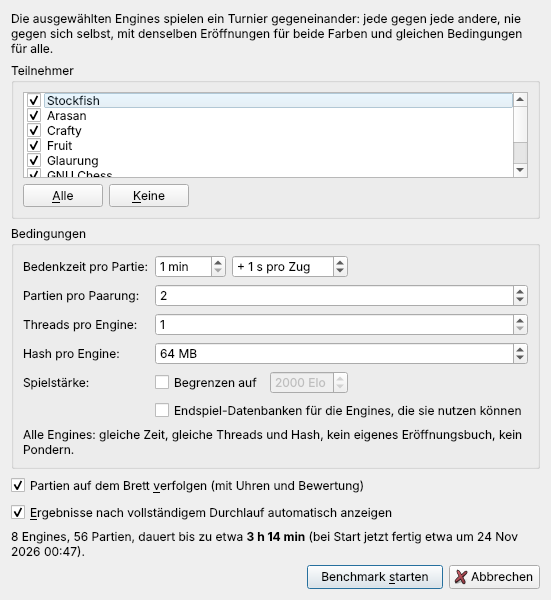 Die ausgewählten Engines spielen ein Turnier gegeneinander: jede gegen jede andere, nie
gegen sich selbst, mit denselben Eröffnungen für beide Farben und gleichen Bedingungen
für alle.
Teilnehmer
Stockfish
Arasan
Crafty
Fruit
Glaurung
GNU Chess
Alle
Keine
Bedingungen
Bedenkzeit pro Partie: 1 min + 1 s pro Zug
Partien pro Paarung: 2
Threads pro Engine: 1
Hash pro Engine: 64 MB
Spielstärke: Begrenzen auf 2000 Elo
Endspiel-Datenbanken für die Engines, die sie nutzen können
Alle Engines: gleiche Zeit, gleiche Threads und Hash, kein eigenes Eröffnungsbuch, kein
Pondern.
Partien auf dem Brett verfolgen (mit Uhren und Bewertung)
Ergebnisse nach vollständigem Durchlauf automatisch anzeigen
8 Engines, 56 Partien, dauert bis zu etwa 3 h 14 min (bei Start jetzt fertig etwa um 24 Nov
2026 00:47).
Benchmark starten
Abbrechen